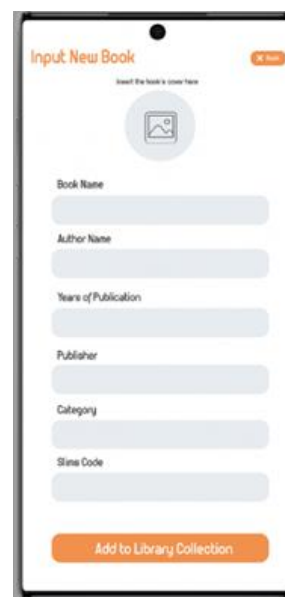 Input New Book
Insert the book's cover here
Book Name
Author Name
Years of Publication
Publisher
Category
Slims Code
Add to Library Collection